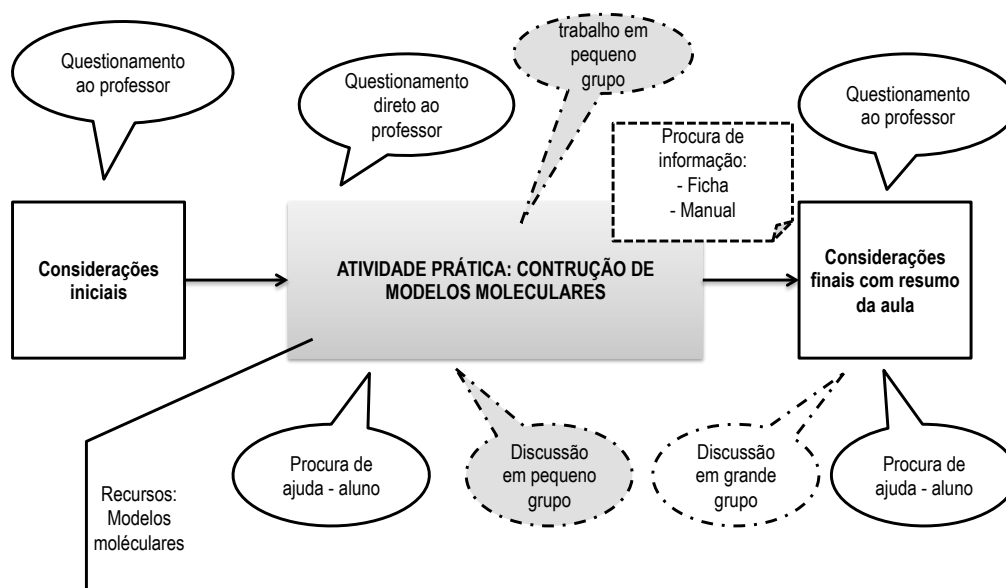 Questionamento
ao professor
Questionamento
direto ao
professor
trabalho em
pequeno
grupo
Questionamento
ao professor
Procura de
informação:
- Ficha
- Manual
Considerações
iniciais
ATIVIDADE PRÁTICA: CONTRUÇÃO DE
MODELOS MOLECULARES
Considerações
finais com resumo
da aula
Recursos:
Modelos
moléculares
Procura de
ajuda - aluno
Discussão
em pequeno
grupo
Discussão
em grande
grupo
Procura de
ajuda - aluno